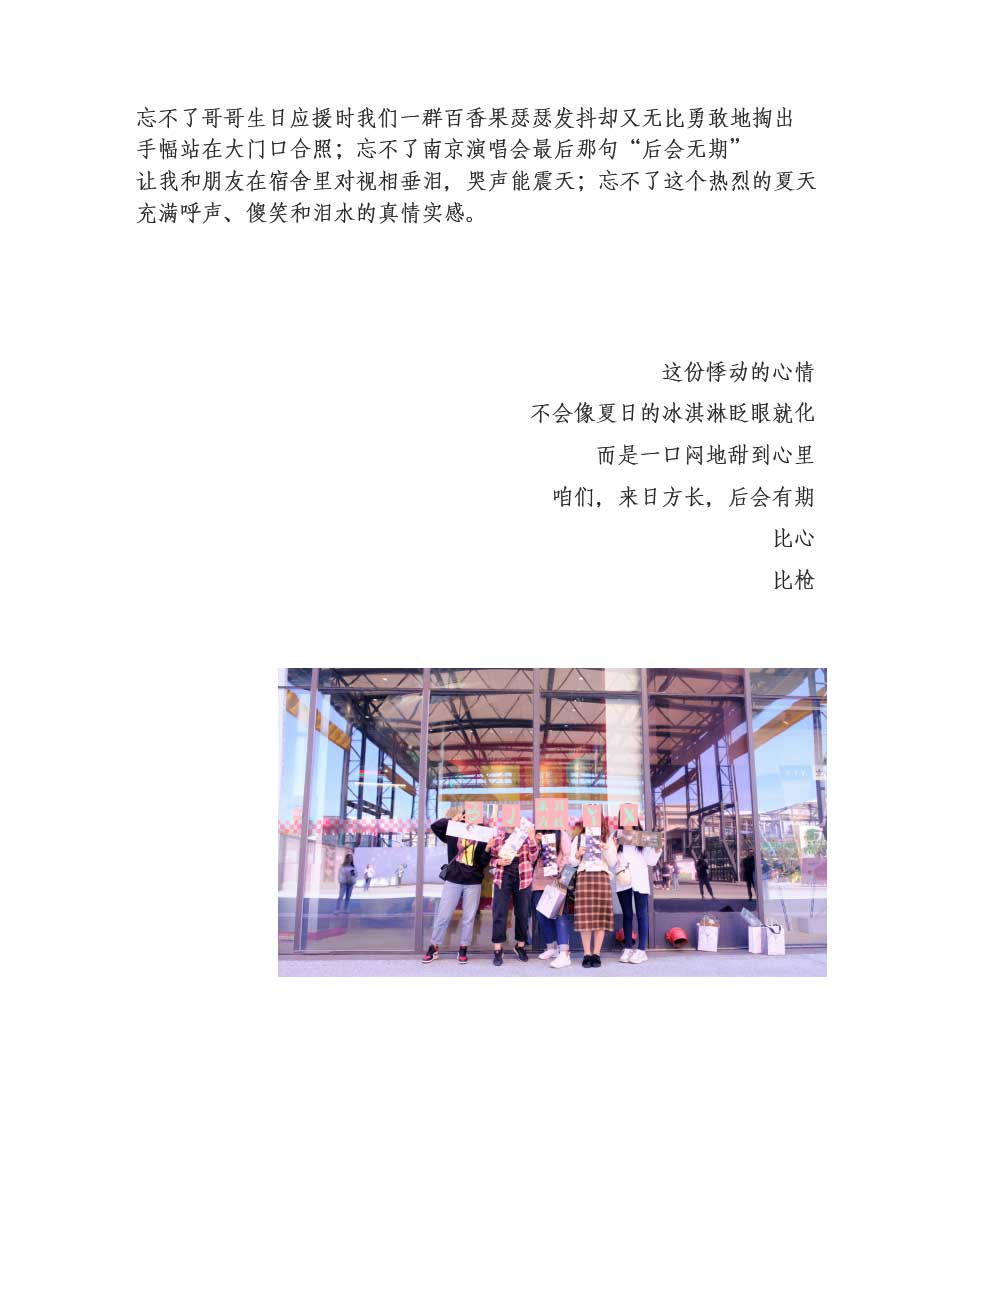 忘不了哥哥生日应援时我们一群百香果瑟瑟发抖却又无比勇敢地掏出
手幅站在大门口合照；忘不了南京演唱会最后那句“后会无期”
让我和朋友在宿舍里对视相垂泪，哭声能震天；忘不了这个热烈的夏天
充满呼声、傻笑和泪水的真情实感。
这份悸动的心情
不会像夏日的冰淇淋眨眼就化
而是一口闷地甜到心里
咱们，来日方长，后会有期
比心
比枪
J Y X